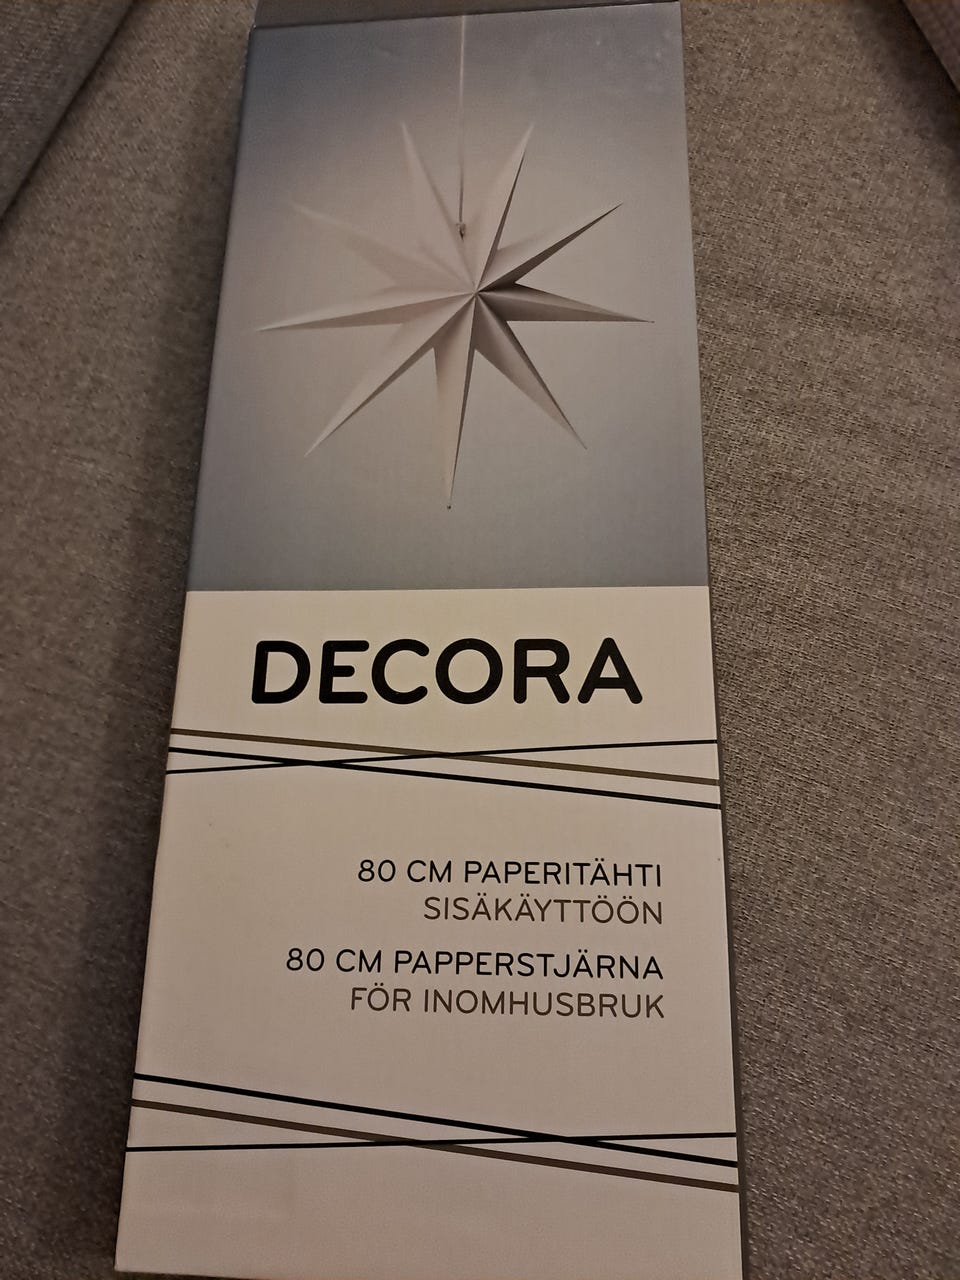 DECORA
80 CM PAPERITÄHTI
SISÄKÄYTTÖÖN
80 CM PAPPERSTJÄRNA
FÖR INOMHUSBRUK